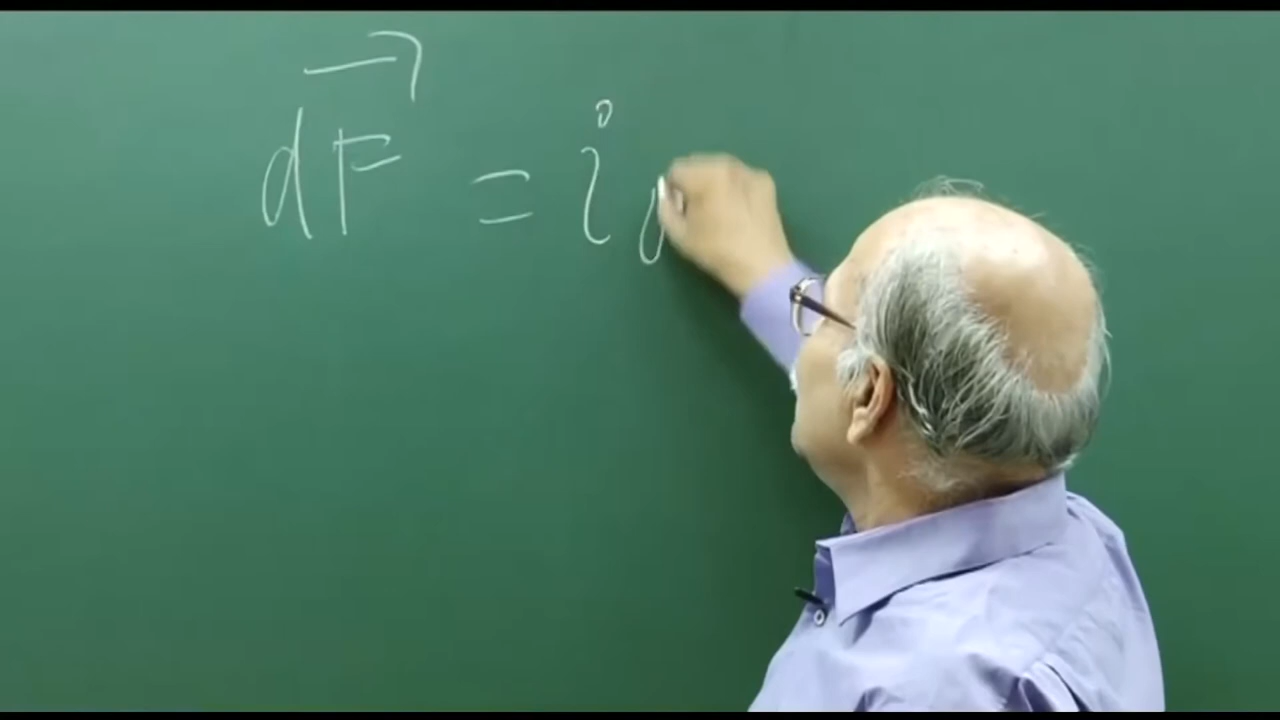 dF⃗ = i